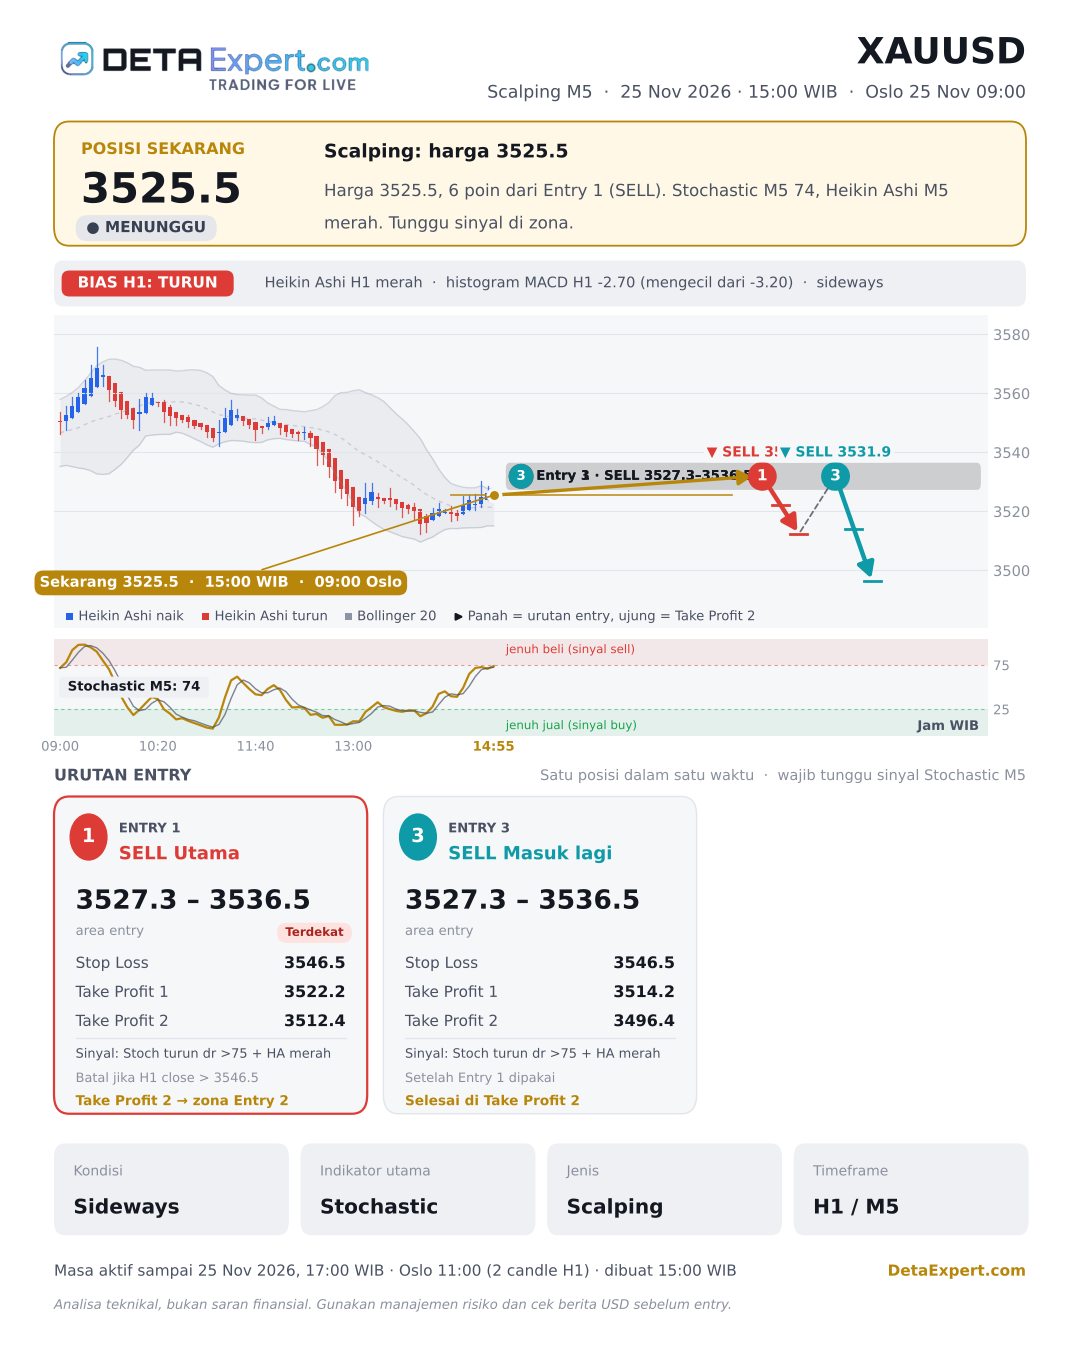 DETA Expert.com
TRADING FOR LIVE
XAUUSD
Scalping M5 · 25 Nov 2026 · 15:00 WIB · Oslo 25 Nov 09:00
POSISI SEKARANG
3525.5
● MENUNGGU
Scalping: harga 3525.5
Harga 3525.5, 6 poin dari Entry 1 (SELL). Stochastic M5 74, Heikin Ashi M5
merah. Tunggu sinyal di zona.
BIAS H1: TURUN
Heikin Ashi H1 merah · histogram MACD H1 -2.70 (mengecil dari -3.20) · sideways
3580
3560
3540
3520
3500
▼ SELL 3!
▼ SELL 3531.9
3
Entry 3 · SELL 3527.3–3536.5
1
3
Sekarang 3525.5 · 15:00 WIB · 09:00 Oslo
Heikin Ashi naik
Heikin Ashi turun
Bollinger 20
Panah = urutan entry, ujung = Take Profit 2
jenuh beli (sinyal sell)
75
Stochastic M5: 74
25
jenuh jual (sinyal buy)
Jam WIB
09:00 10:20 11:40 13:00 14:55
URUTAN ENTRY
Satu posisi dalam satu waktu · wajib tunggu sinyal Stochastic M5
1
ENTRY 1
SELL Utama
3527.3 – 3536.5
area entry
Terdekat
Stop Loss 3546.5
Take Profit 1 3522.2
Take Profit 2 3512.4
Sinyal: Stoch turun dr >75 + HA merah
Batal jika H1 close > 3546.5
Take Profit 2 → zona Entry 2
3
ENTRY 3
SELL Masuk lagi
3527.3 – 3536.5
area entry
Stop Loss 3546.5
Take Profit 1 3514.2
Take Profit 2 3496.4
Sinyal: Stoch turun dr >75 + HA merah
Setelah Entry 1 dipakai
Selesai di Take Profit 2
Kondisi
Sideways
Indikator utama
Stochastic
Jenis
Scalping
Timeframe
H1 / M5
Masa aktif sampai 25 Nov 2026, 17:00 WIB · Oslo 11:00 (2 candle H1) · dibuat 15:00 WIB
DetaExpert.com
Analisa teknikal, bukan saran finansial. Gunakan manajemen risiko dan cek berita USD sebelum entry.